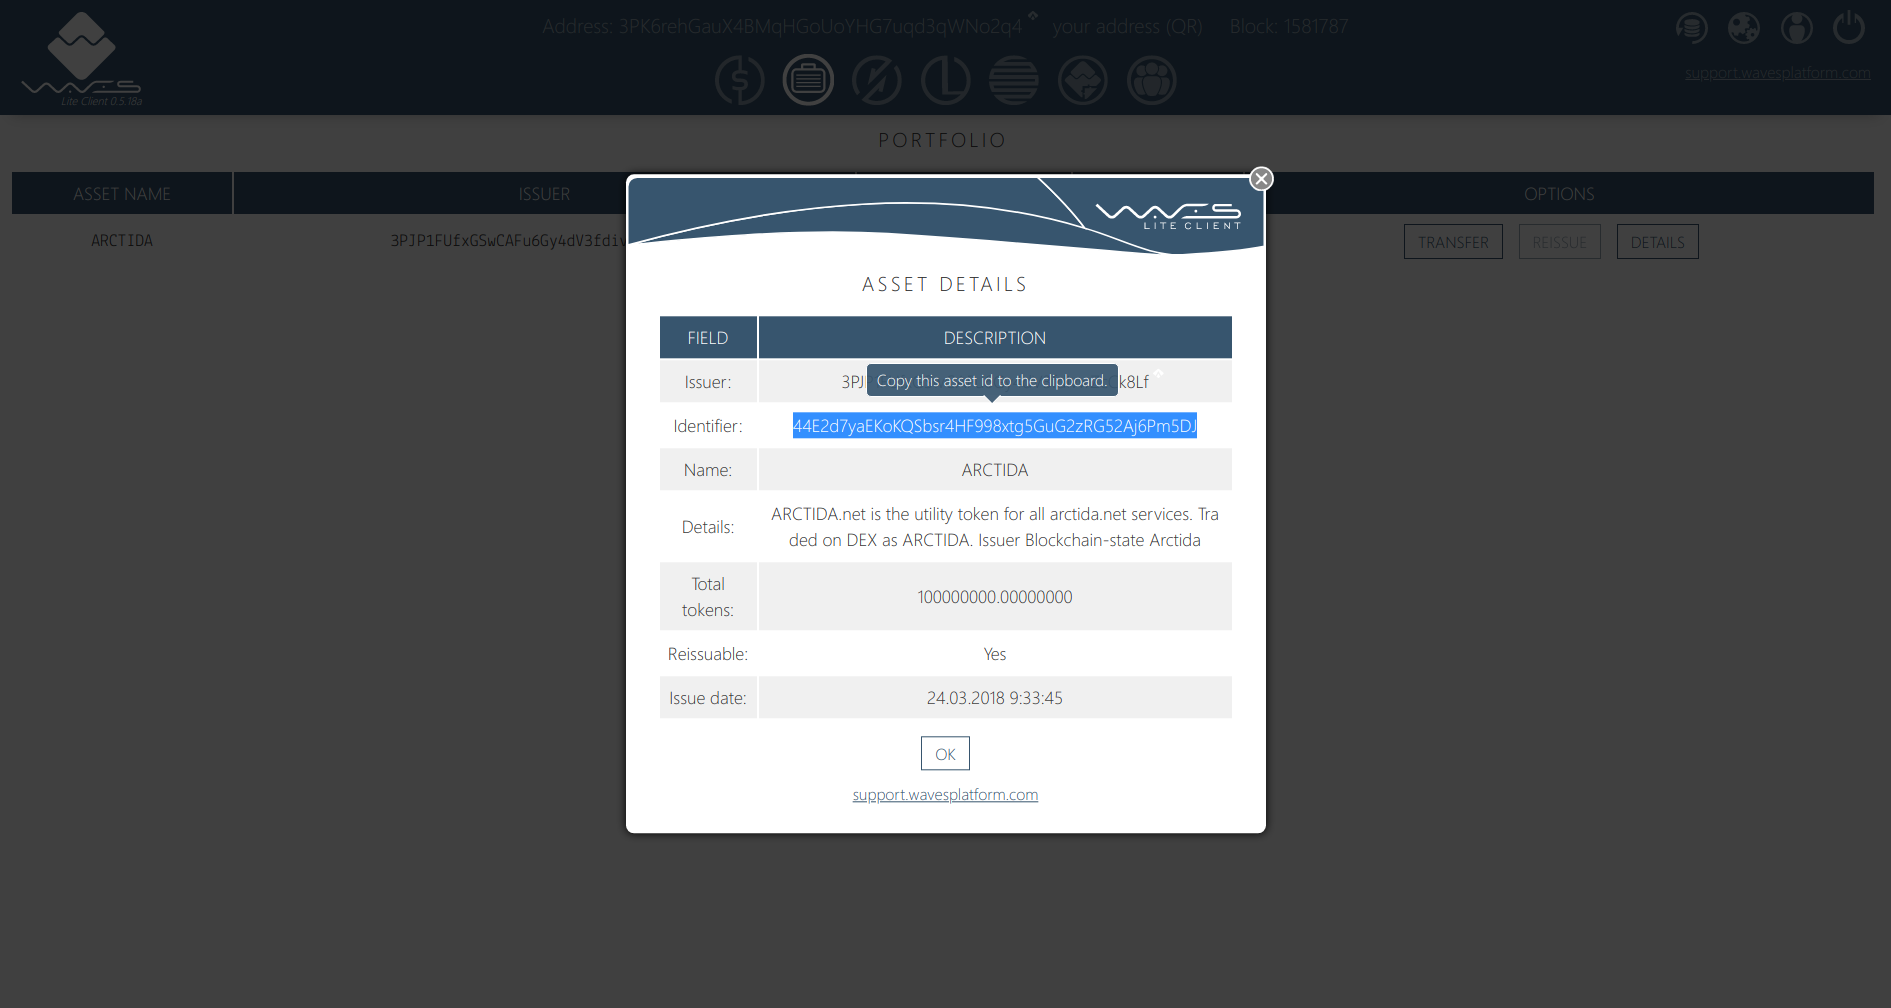 Address: 3PK6rehGauX4BMqHGoUoYHG7uqd3qWNo2q4 your address (QR) Block: 1581787
WAVES
Lite Client 0.5.18a
support.wavesplatform.com
PORTFOLIO
ASSET NAME ISSUER OPTIONS
ARCTIDA 3PJP1FUfxGSwCAFu6Gy4dV3fdiv TRANSFER REISSUE DETAILS
WAVES
LITE CLIENT
ASSET DETAILS
FIELD DESCRIPTION
Copy this asset id to the clipboard.
Issuer: 3PJ k8Lf
Identifier: 44E2d7yaEKoKQSbsr4HF998xtg5GuG2zRG52Aj6Pm5DJ
Name: ARCTIDA
Details: ARCTIDA.net is the utility token for all arctida.net services. Tra
ded on DEX as ARCTIDA. Issuer Blockchain-state Arctida
Total
tokens: 100000000.00000000
Reissuable: Yes
Issue date: 24.03.2018 9:33:45
OK
support.wavesplatform.com